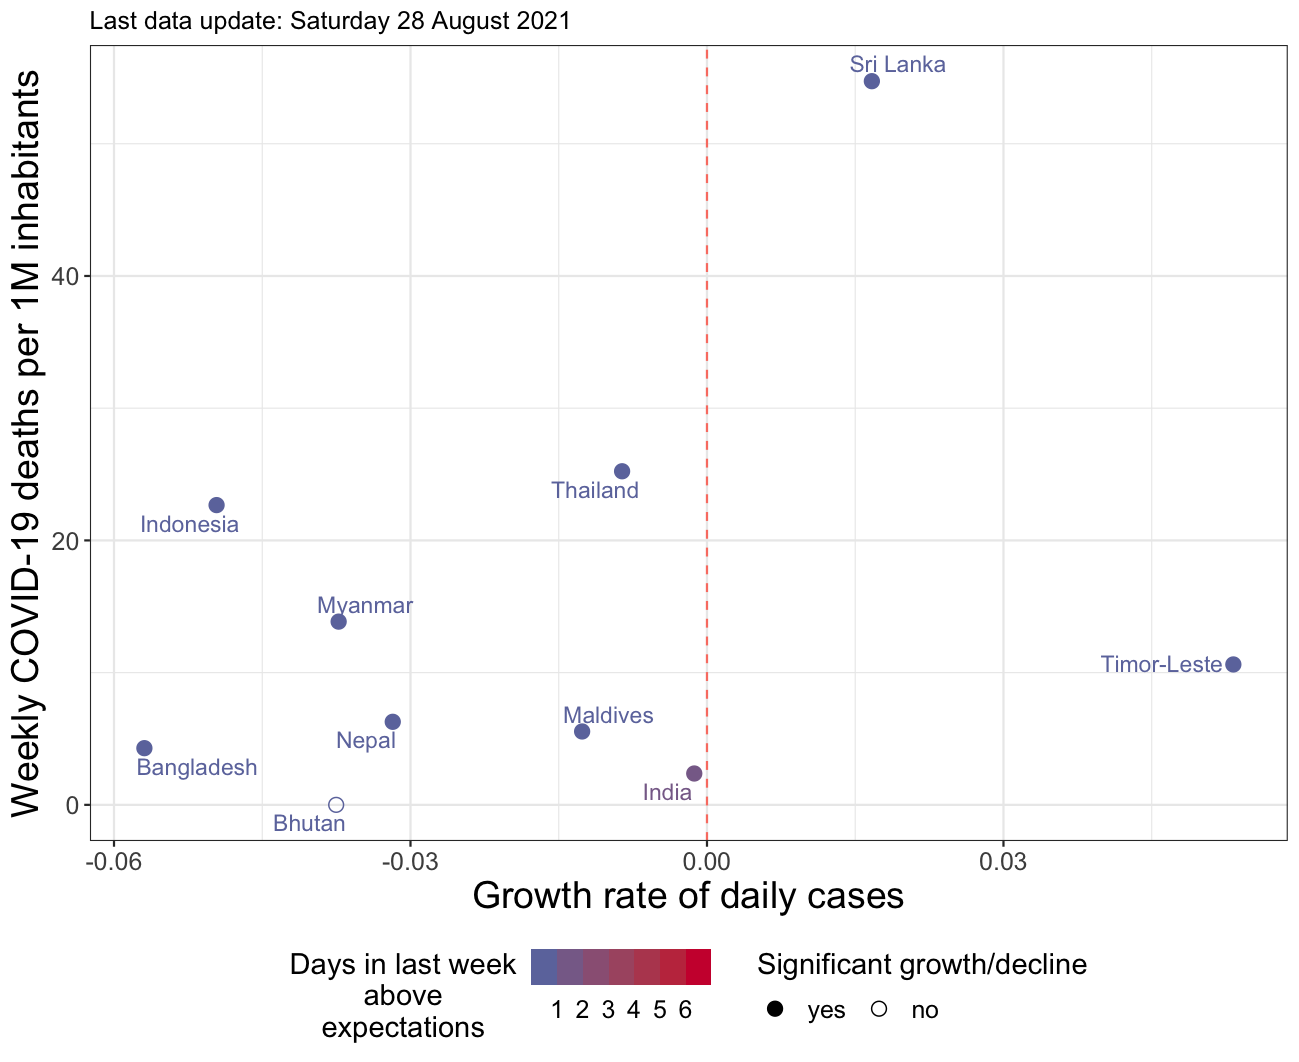 Last data update: Saturday 28 August 2021
Weekly COVID-19 deaths per 1M inhabitants
40
20
0
Sri Lanka
Thailand
Indonesia
Myanmar
Timor-Leste
Maldives
Nepal
Bangladesh
India
Bhutan
-0.06
-0.03
0.00
0.03
Growth rate of daily cases
Days in last week
above
expectations
1 2 3 4 5 6
Significant growth/decline
yes no